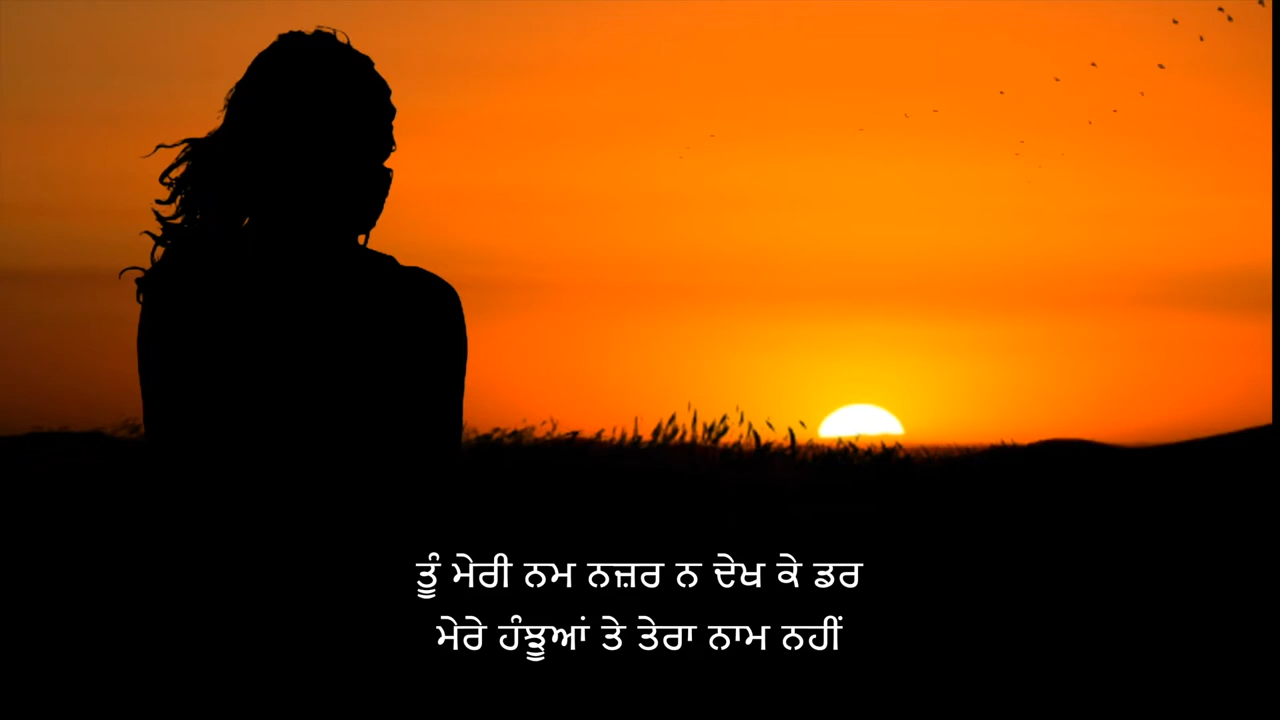 ਤੂੰ ਮੇਰੀ ਨਮ ਨਜ਼ਰ ਨ ਦੇਖ ਕੇ ਡਰ
ਮੇਰੇ ਹੰਝੂਆਂ ਤੇ ਤੇਰਾ ਨਾਮ ਨਹੀਂ